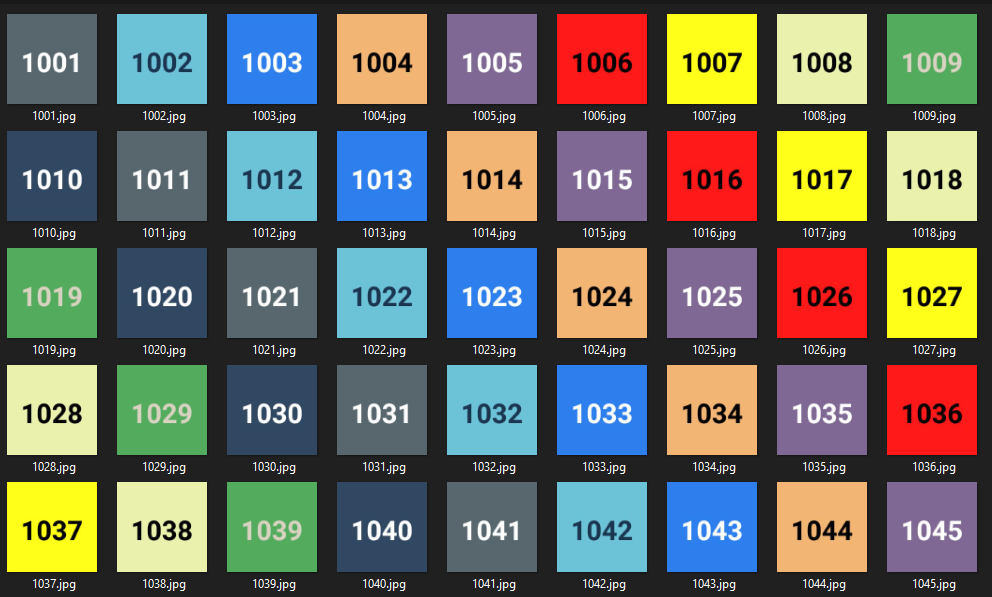 1001 1002 1003 1004 1005 1006 1007 1008 1009
1001.jpg 1002.jpg 1003.jpg 1004.jpg 1005.jpg 1006.jpg 1007.jpg 1008.jpg 1009.jpg
1010 1011 1012 1013 1014 1015 1016 1017 1018
1010.jpg 1011.jpg 1012.jpg 1013.jpg 1014.jpg 1015.jpg 1016.jpg 1017.jpg 1018.jpg
1019 1020 1021 1022 1023 1024 1025 1026 1027
1019.jpg 1020.jpg 1021.jpg 1022.jpg 1023.jpg 1024.jpg 1025.jpg 1026.jpg 1027.jpg
1028 1029 1030 1031 1032 1033 1034 1035 1036
1028.jpg 1029.jpg 1030.jpg 1031.jpg 1032.jpg 1033.jpg 1034.jpg 1035.jpg 1036.jpg
1037 1038 1039 1040 1041 1042 1043 1044 1045
1037.jpg 1038.jpg 1039.jpg 1040.jpg 1041.jpg 1042.jpg 1043.jpg 1044.jpg 1045.jpg